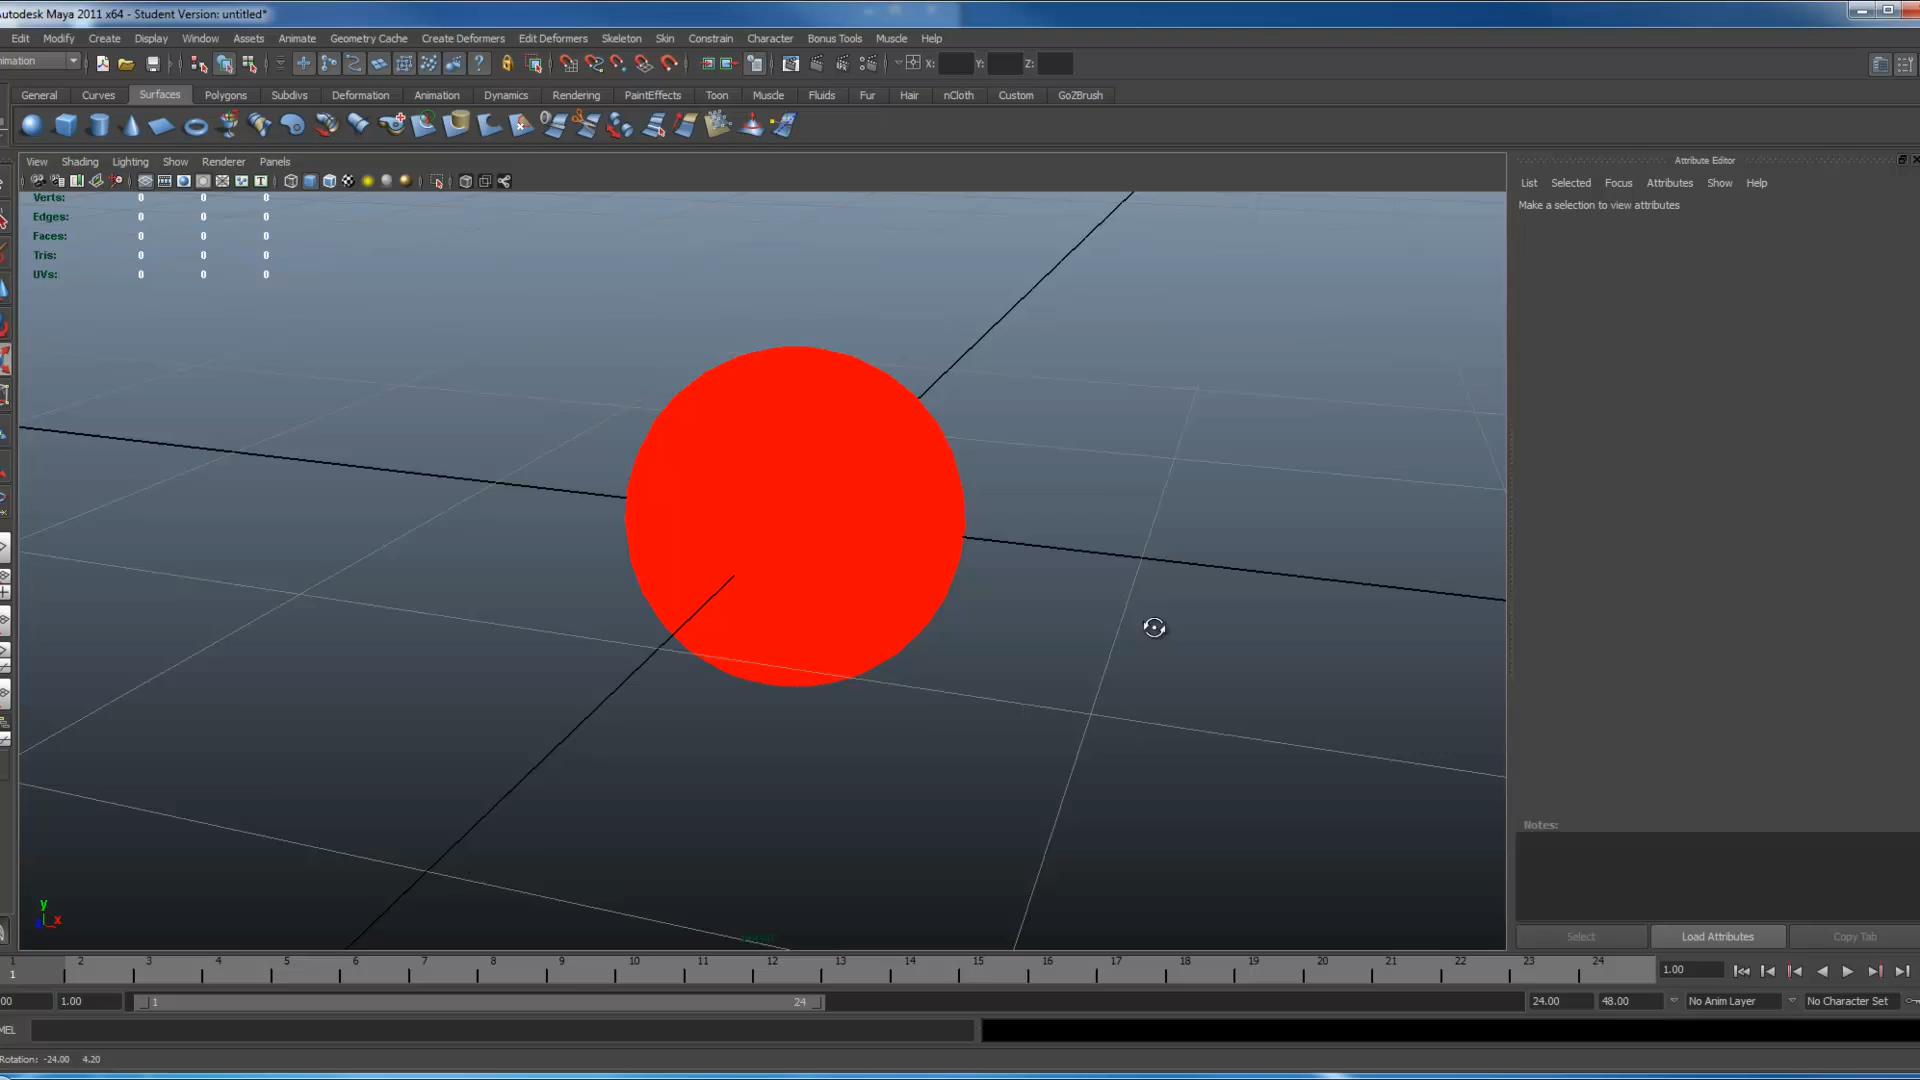 Autodesk Maya 2011 x64 - Student Version: untitled*
Edit Modify Create Display Window Assets Animate Geometry Cache Create Deformers Edit Deformers Skeleton Skin Constrain Character Bonus Tools Muscle Help
nimation X: Y: Z:
General Curves Surfaces Polygons Subdivs Deformation Animation Dynamics Rendering PaintEffects Toon Muscle Fluids Fur Hair nCloth Custom GoZBrush
View Shading Lighting Show Renderer Panels
Attribute Editor
List Selected Focus Attributes Show Help
Make a selection to view attributes
Verts: 0 0 0
Edges: 0 0 0
Faces: 0 0 0
Tris: 0 0 0
UVs: 0 0 0
Notes:
y
x
persp
Select Load Attributes Copy Tab
1 2 3 4 5 6 7 8 9 10 11 12 13 14 15 16 17 18 19 20 21 22 23 24
1 1.00
00 1.00 1 24 24.00 48.00 No Anim Layer No Character Set
MEL
Rotation: -24.00 4.20